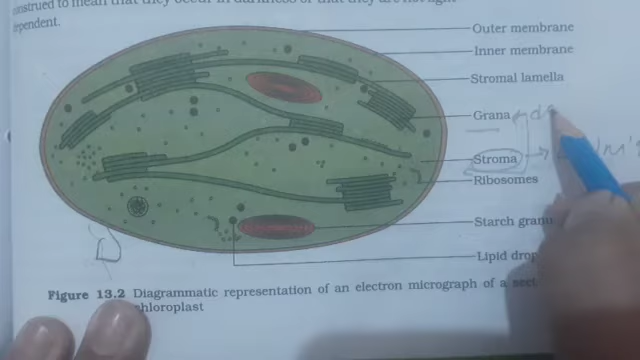 construed to mean that they occur in darkness or that they are not light
dependent.
Outer membrane
Inner membrane
Stromal lamella
Grana
Stroma
Ribosomes
Starch granu
Lipid drop
Figure 13.2 Diagrammatic representation of an electron micrograph of a sect
chloroplast